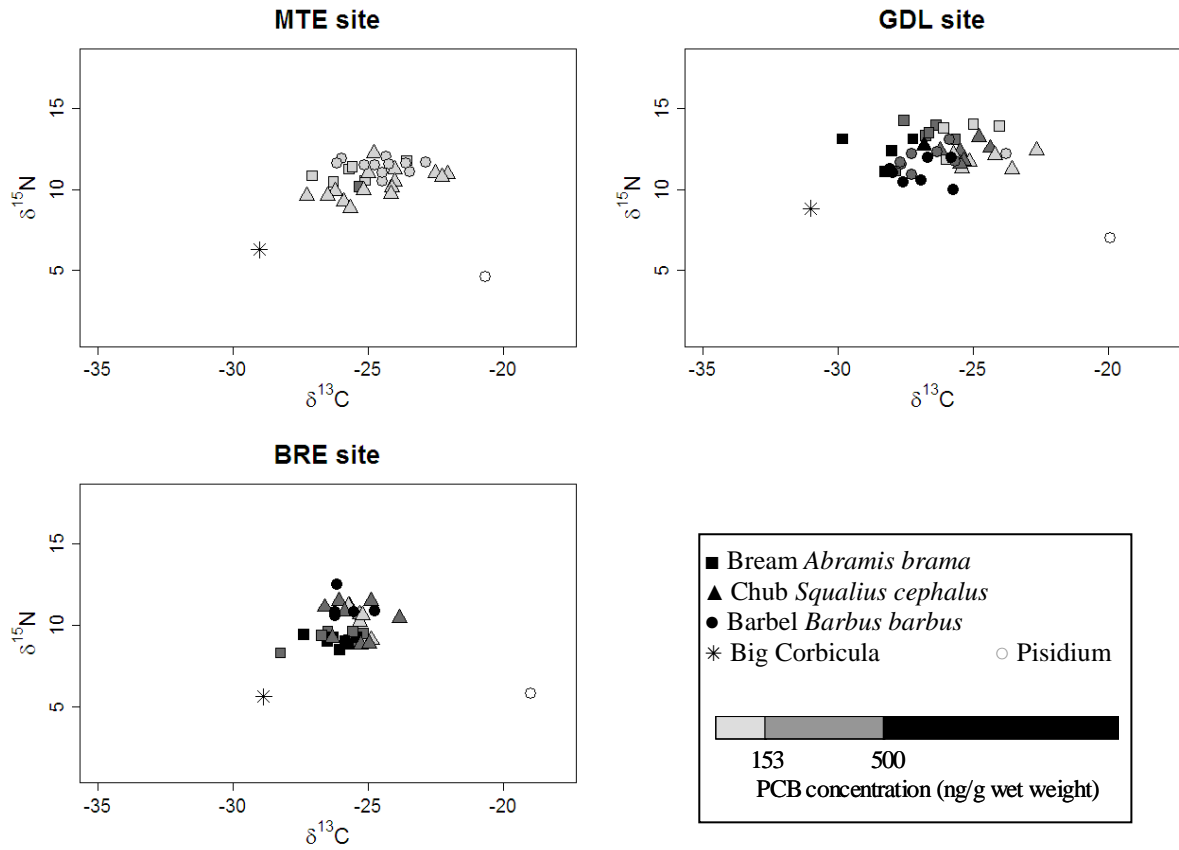 MTE site
GDL site
15
10
5
δ¹⁵N
-35
-30
-25
-20
δ¹³C
15
10
5
δ¹⁵N
-35
-30
-25
-20
δ¹³C
BRE site
15
10
5
δ¹⁵N
-35
-30
-25
-20
δ¹³C
Bream Abramis brama
Chub Squalius cephalus
Barbel Barbus barbus
Big Corbicula
Pisidium
153
500
PCB concentration (ng/g wet weight)